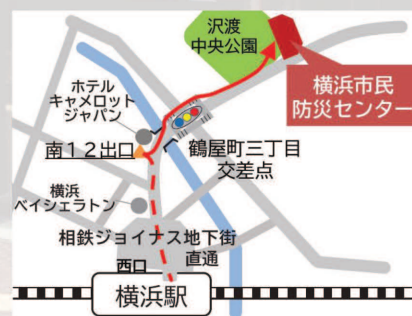 沢渡
中央公園
横浜市民
防災センター
ホテル
キャメロット
ジャパン
南12出口
鶴屋町三丁目
交差点
横浜
ベイシェラトン
相鉄ジョイナス地下街
西口
直通
横浜駅